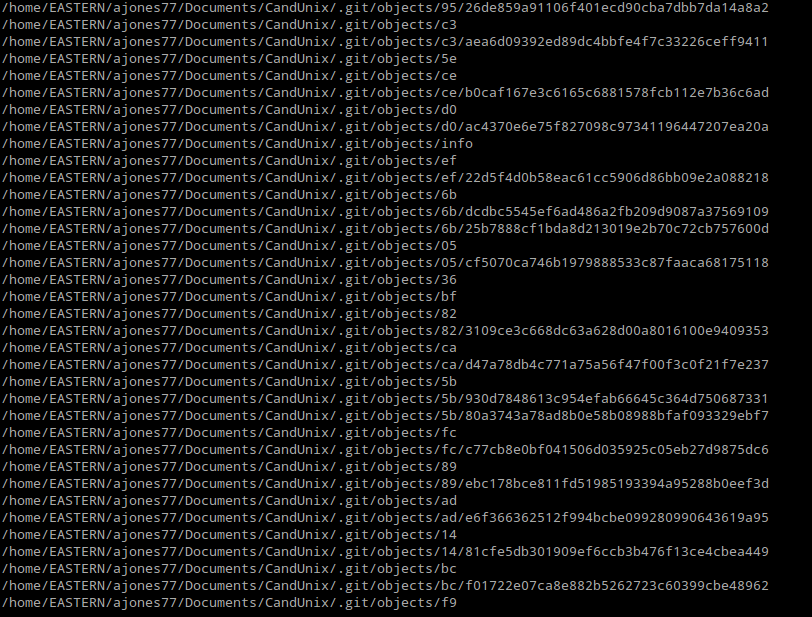 /home/EASTERN/ajones77/Documents/CandUnix/.git/objects/95/26de859a91106f401ecd90cba7dbb7da14a8a2
/home/EASTERN/ajones77/Documents/CandUnix/.git/objects/c3
/home/EASTERN/ajones77/Documents/CandUnix/.git/objects/c3/aea6d09392ed89dc4bbfe4f7c33226ceff9411
/home/EASTERN/ajones77/Documents/CandUnix/.git/objects/5e
/home/EASTERN/ajones77/Documents/CandUnix/.git/objects/ce
/home/EASTERN/ajones77/Documents/CandUnix/.git/objects/ce/b0caf167e3c6165c6881578fcb112e7b36c6ad
/home/EASTERN/ajones77/Documents/CandUnix/.git/objects/d0
/home/EASTERN/ajones77/Documents/CandUnix/.git/objects/d0/ac4370e6e75f827098c97341196447207ea20a
/home/EASTERN/ajones77/Documents/CandUnix/.git/objects/info
/home/EASTERN/ajones77/Documents/CandUnix/.git/objects/ef
/home/EASTERN/ajones77/Documents/CandUnix/.git/objects/ef/22d5f4d0b58eac61cc5906d86bb09e2a088218
/home/EASTERN/ajones77/Documents/CandUnix/.git/objects/6b
/home/EASTERN/ajones77/Documents/CandUnix/.git/objects/6b/dcdbc5545ef6ad486a2fb209d9087a37569109
/home/EASTERN/ajones77/Documents/CandUnix/.git/objects/6b/25b7888cf1bda8d213019e2b70c72cb757600d
/home/EASTERN/ajones77/Documents/CandUnix/.git/objects/05
/home/EASTERN/ajones77/Documents/CandUnix/.git/objects/05/cf5070ca746b1979888533c87faaca68175118
/home/EASTERN/ajones77/Documents/CandUnix/.git/objects/36
/home/EASTERN/ajones77/Documents/CandUnix/.git/objects/bf
/home/EASTERN/ajones77/Documents/CandUnix/.git/objects/82
/home/EASTERN/ajones77/Documents/CandUnix/.git/objects/82/3109ce3c668dc63a628d00a8016100e9409353
/home/EASTERN/ajones77/Documents/CandUnix/.git/objects/ca
/home/EASTERN/ajones77/Documents/CandUnix/.git/objects/ca/d47a78db4c771a75a56f47f00f3c0f21f7e237
/home/EASTERN/ajones77/Documents/CandUnix/.git/objects/5b
/home/EASTERN/ajones77/Documents/CandUnix/.git/objects/5b/930d7848613c954efab66645c364d750687331
/home/EASTERN/ajones77/Documents/CandUnix/.git/objects/5b/80a3743a78ad8b0e58b08988bfaf093329ebf7
/home/EASTERN/ajones77/Documents/CandUnix/.git/objects/fc
/home/EASTERN/ajones77/Documents/CandUnix/.git/objects/fc/c77cb8e0bf041506d035925c05eb27d9875dc6
/home/EASTERN/ajones77/Documents/CandUnix/.git/objects/89
/home/EASTERN/ajones77/Documents/CandUnix/.git/objects/89/ebc178bce811fd51985193394a95288b0eef3d
/home/EASTERN/ajones77/Documents/CandUnix/.git/objects/ad
/home/EASTERN/ajones77/Documents/CandUnix/.git/objects/ad/e6f366362512f994bcbe099280990643619a95
/home/EASTERN/ajones77/Documents/CandUnix/.git/objects/14
/home/EASTERN/ajones77/Documents/CandUnix/.git/objects/14/81cfe5db301909ef6ccb3b476f13ce4cbea449
/home/EASTERN/ajones77/Documents/CandUnix/.git/objects/bc
/home/EASTERN/ajones77/Documents/CandUnix/.git/objects/bc/f01722e07ca8e882b5262723c60399cbe48962
/home/EASTERN/ajones77/Documents/CandUnix/.git/objects/f9